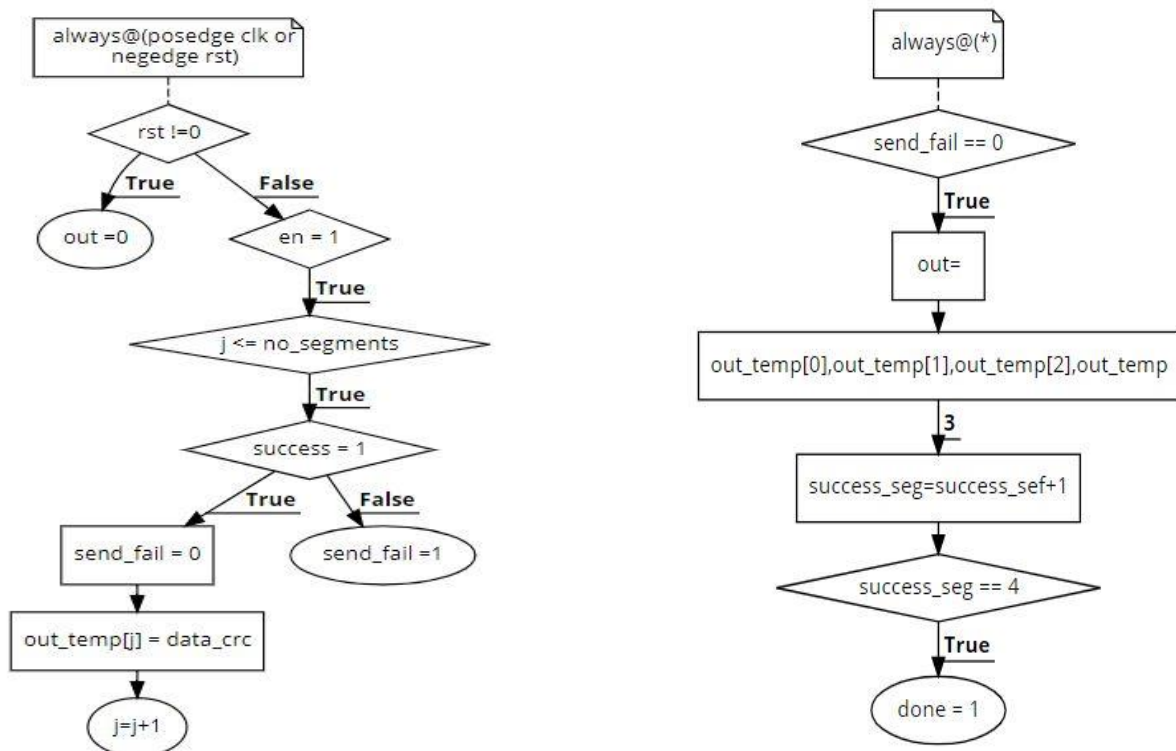 always@(posedge clk or
negedge rst)
rst !=0
True
False
out =0
en = 1
True
j <= no_segments
True
success = 1
True
False
send_fail = 0
send_fail =1
out_temp[j] = data_crc
j=j+1
always@(*)
send_fail == 0
True
out=
out_temp[0],out_temp[1],out_temp[2],out_temp
3
success_seg=success_sef+1
success_seg == 4
True
done = 1